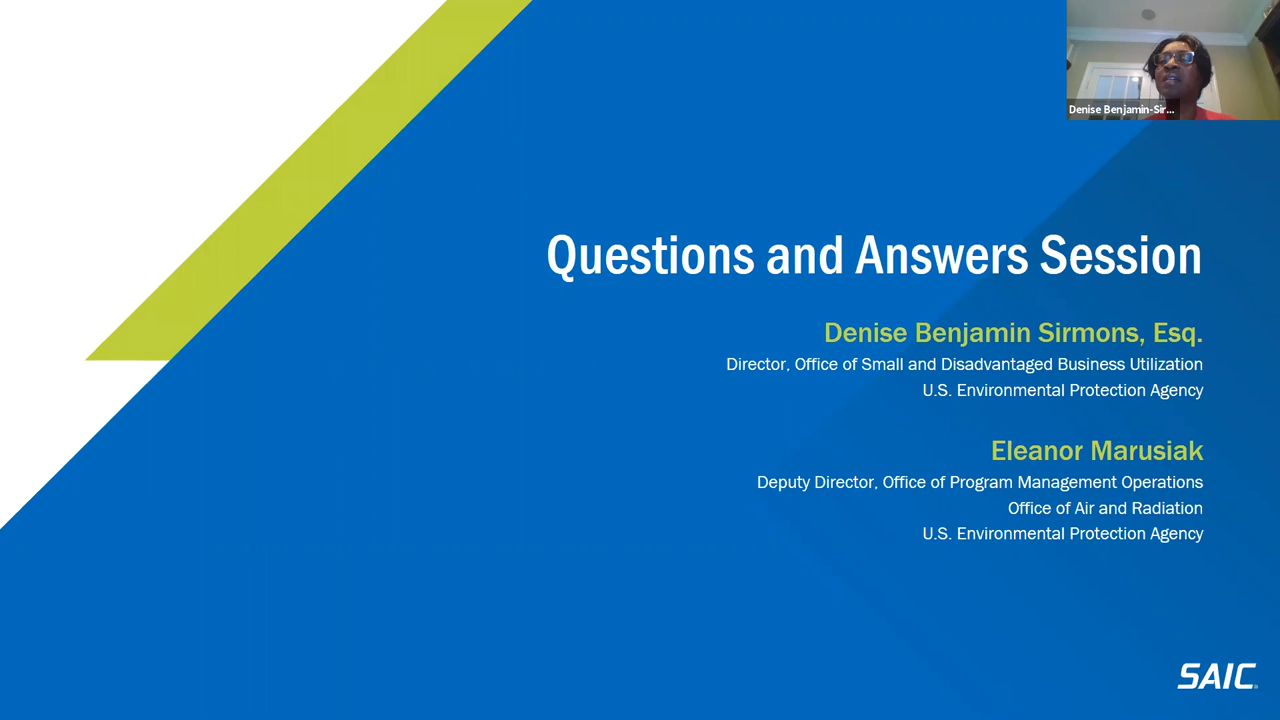 Denise Benjamin-Sir...
Questions and Answers Session
Denise Benjamin Sirmons, Esq.
Director, Office of Small and Disadvantaged Business Utilization
U.S. Environmental Protection Agency
Eleanor Marusiak
Deputy Director, Office of Program Management Operations
Office of Air and Radiation
U.S. Environmental Protection Agency
SAIC